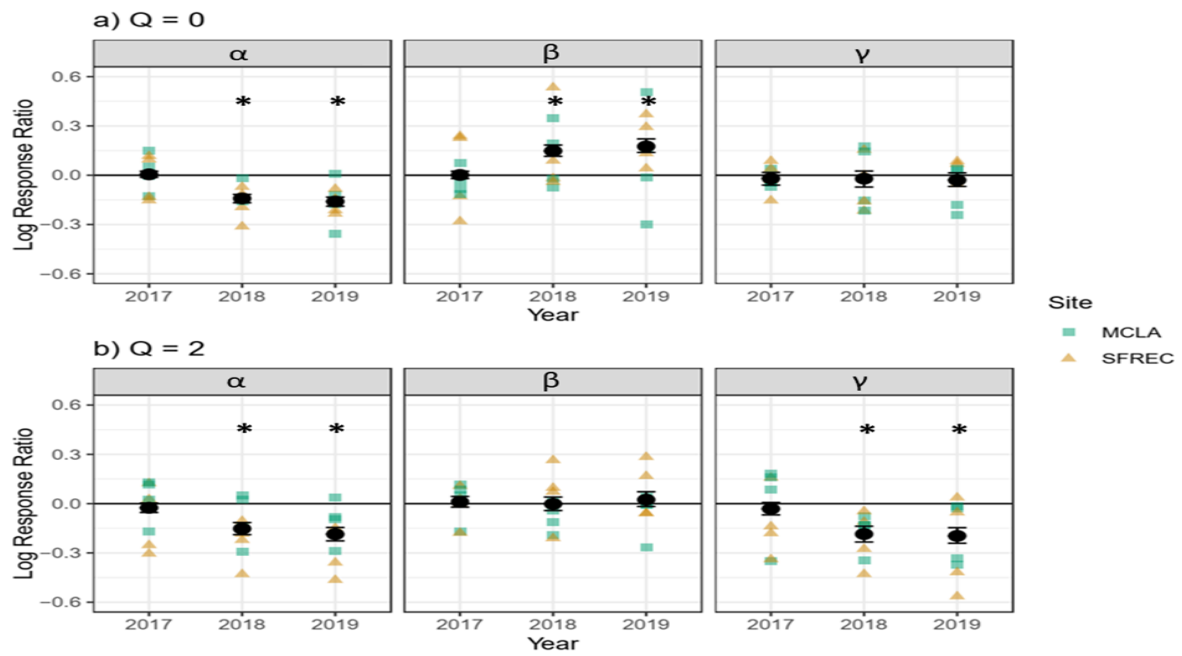 a) Q = 0
α β γ
Log Response Ratio
0.6
0.3
0.0
−0.3
−0.6
* * * *
2017 2018 2019 2017 2018 2019 2017 2018 2019
Year
Site
MCLA
SFREC
b) Q = 2
α β γ
Log Response Ratio
0.6
0.3
0.0
−0.3
−0.6
* * * *
2017 2018 2019 2017 2018 2019 2017 2018 2019
Year